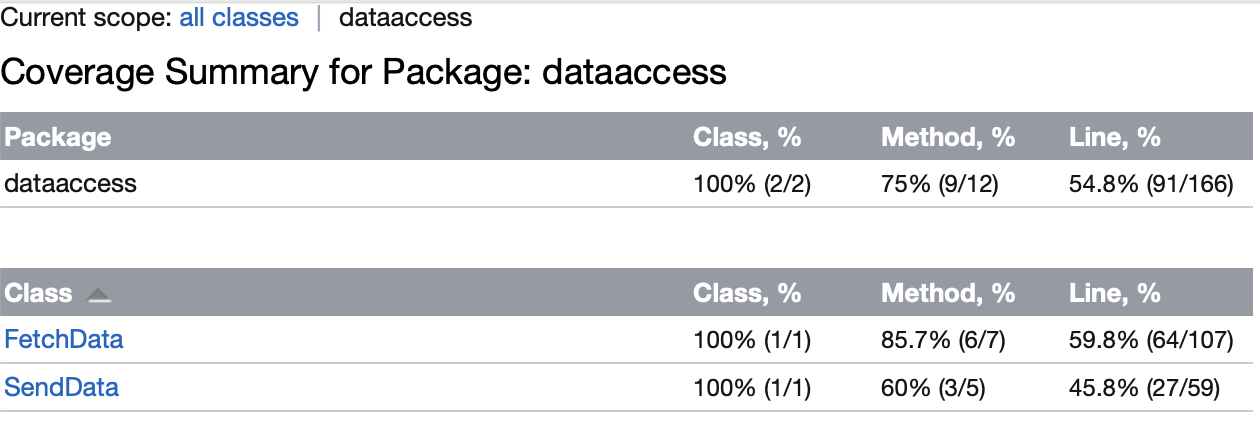 Current scope: all classes | dataaccess
Coverage Summary for Package: dataaccess
Package Class, % Method, % Line, %
dataaccess 100% (2/2) 75% (9/12) 54.8% (91/166)
Class Class, % Method, % Line, %
FetchData 100% (1/1) 85.7% (6/7) 59.8% (64/107)
SendData 100% (1/1) 60% (3/5) 45.8% (27/59)